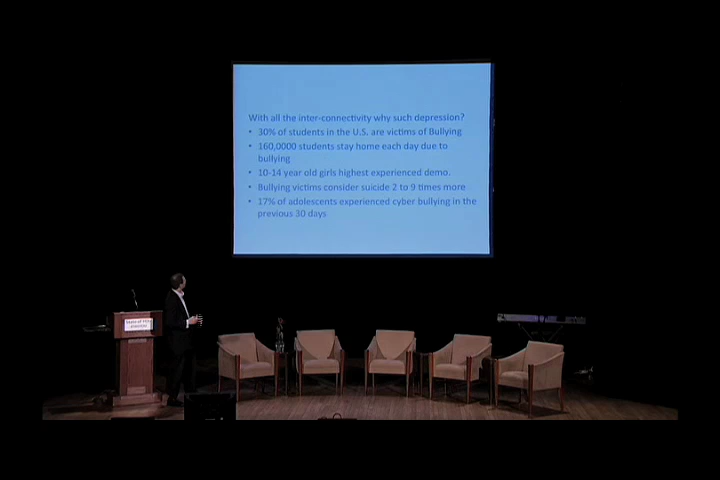 With all the inter-connectivity why such depression?
• 30% of students in the U.S. are victims of Bullying
• 160,0000 students stay home each day due to
bullying
• 10-14 year old girls highest experienced demo.
• Bullying victims consider suicide 2 to 9 times more
• 17% of adolescents experienced cyber bullying in the
previous 30 days